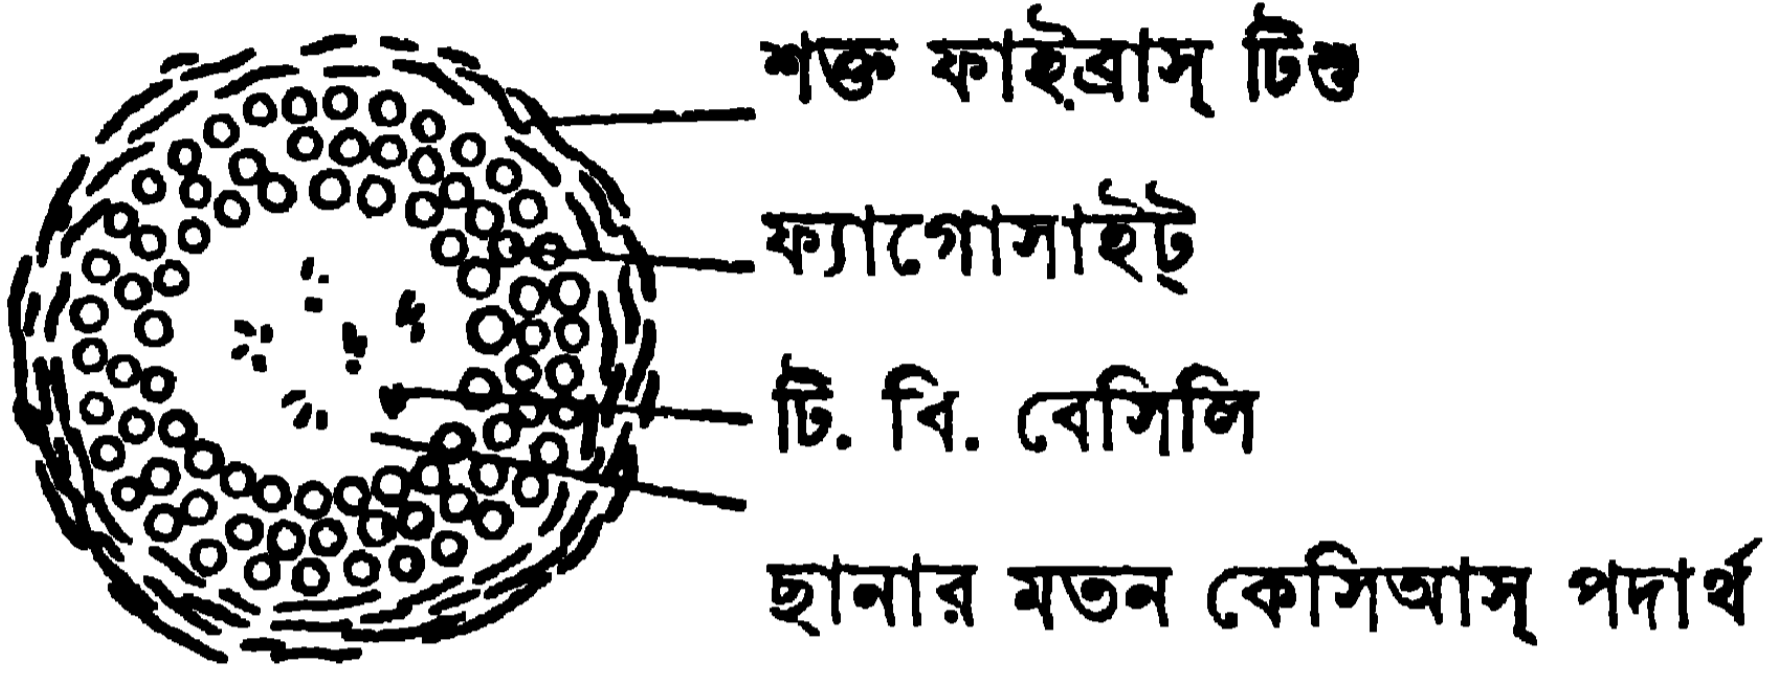 শক্ত ফাইব্রাস্ টিশু
ফ্যাগোসাইট্
টি. বি. বেসিলি
ছানার মতন কেসিআস্ পদার্থ